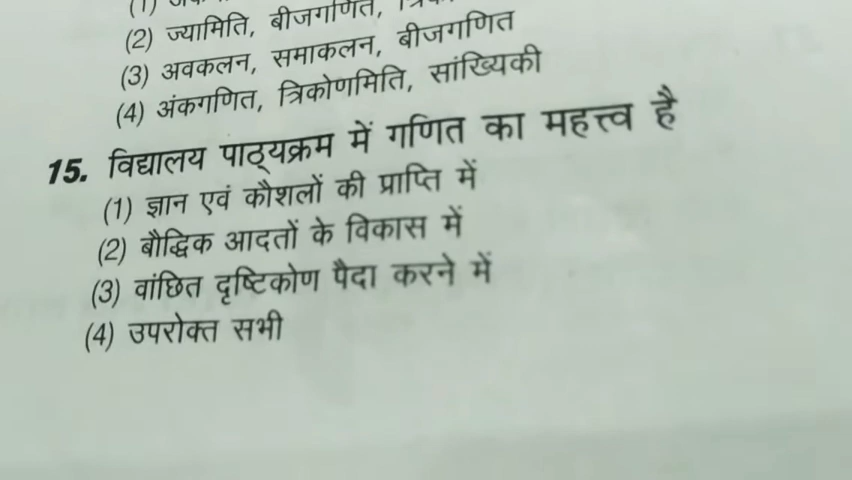 (1)
(2) ज्यामिति, बीजगणित,
(3) अवकलन, समाकलन, बीजगणित
(4) अंकगणित, त्रिकोणमिति, सांख्यिकी
15. विद्यालय पाठ्यक्रम में गणित का महत्त्व है
(1) ज्ञान एवं कौशलों की प्राप्ति में
(2) बौद्धिक आदतों के विकास में
(3) वांछित दृष्टिकोण पैदा करने में
(4) उपरोक्त सभी